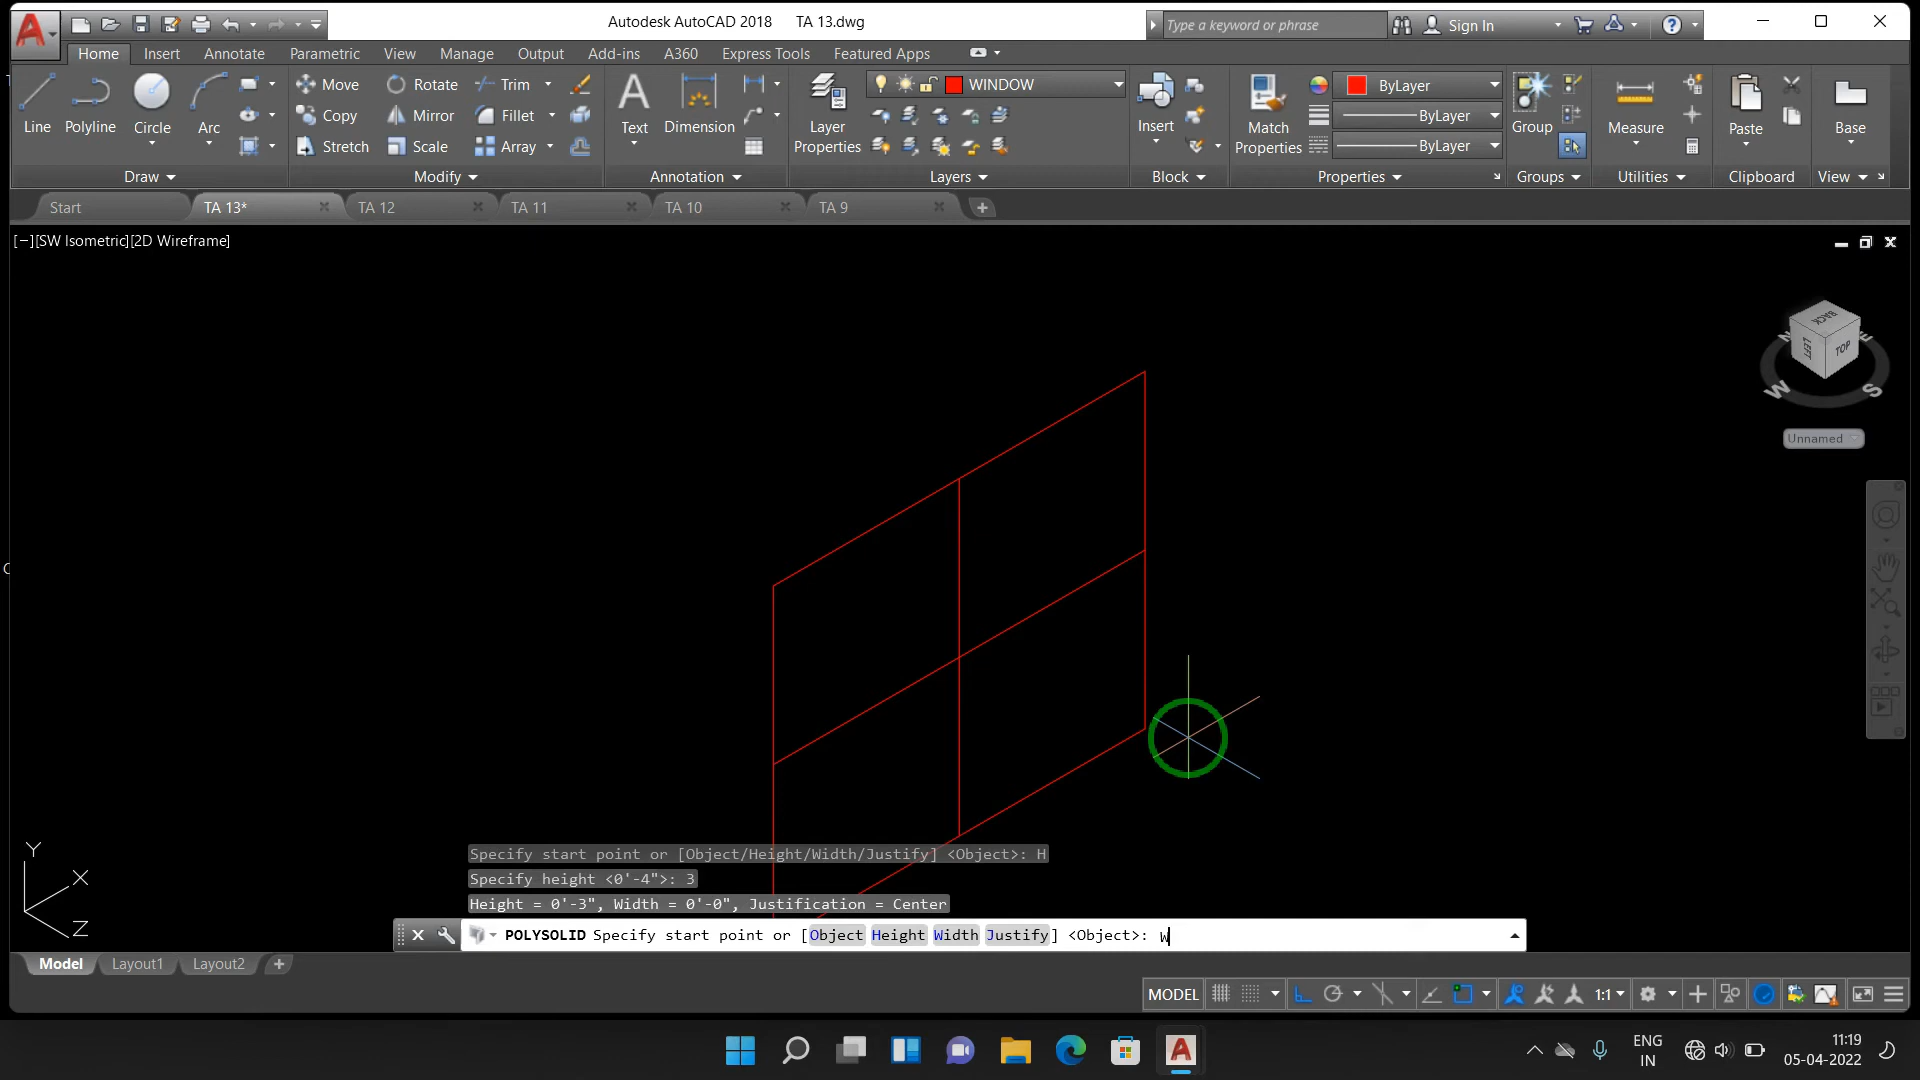 Autodesk AutoCAD 2018 TA 13.dwg
Type a keyword or phrase
Sign In
Home Insert Annotate Parametric View Manage Output Add-ins A360 Express Tools Featured Apps
Line
Polyline
Circle
Arc
Draw
Move
Rotate
Trim
Copy
Mirror
Fillet
Stretch
Scale
Array
Modify
Text
Dimension
Annotation
Layer
Properties
WINDOW
Layers
Insert
Block
Match
Properties
ByLayer
ByLayer
ByLayer
Properties
Group
Groups
Measure
Utilities
Paste
Clipboard
Base
View
Start TA 13* TA 12 TA 11 TA 10 TA 9
[−][SW Isometric][2D Wireframe]
BACK
LEFT
TOP
W
S
Unnamed
Y
X
Z
Specify start point or [Object/Height/Width/Justify] <Object>: H
Specify height <0'-4">: 3
Height = 0'-3", Width = 0'-0", Justification = Center
POLYSOLID Specify start point or [Object Height Width Justify] <Object>: W
Model Layout1 Layout2
MODEL
1:1
ENG
IN
11:19
05-04-2022